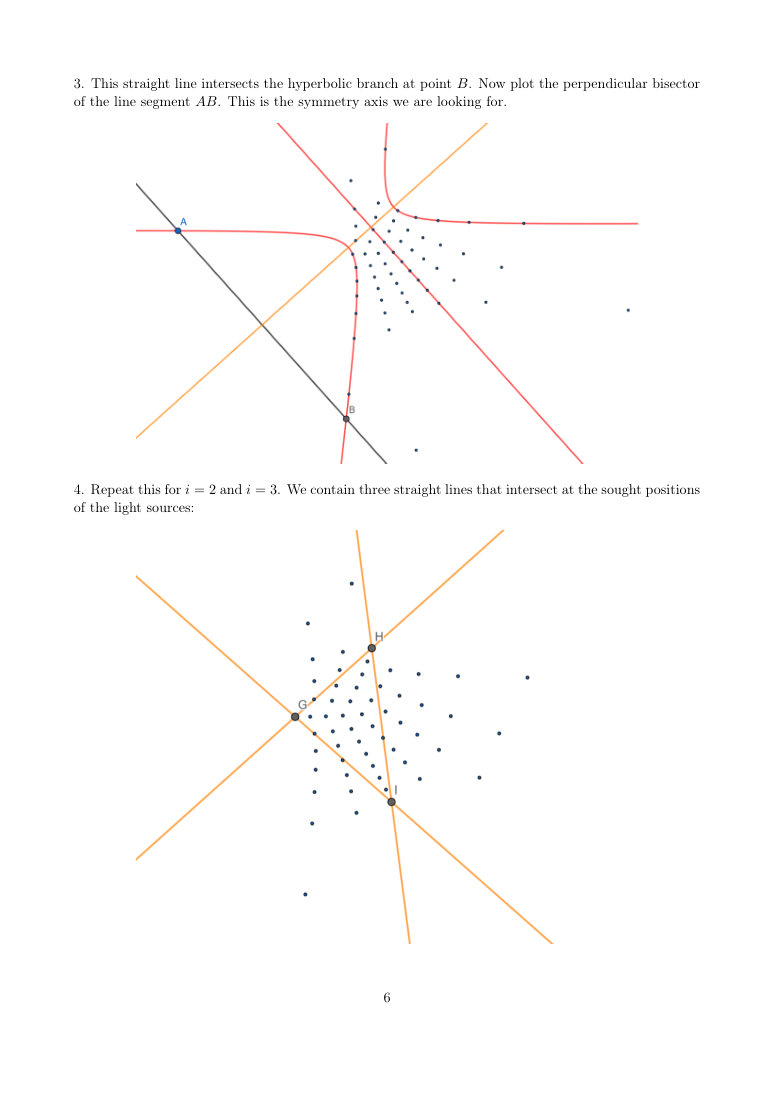 3. This straight line intersects the hyperbolic branch at point B. Now plot the perpendicular bisector
of the line segment AB. This is the symmetry axis we are looking for.
A
B
4. Repeat this for i = 2 and i = 3. We contain three straight lines that intersect at the sought positions
of the light sources:
H
G
I
6